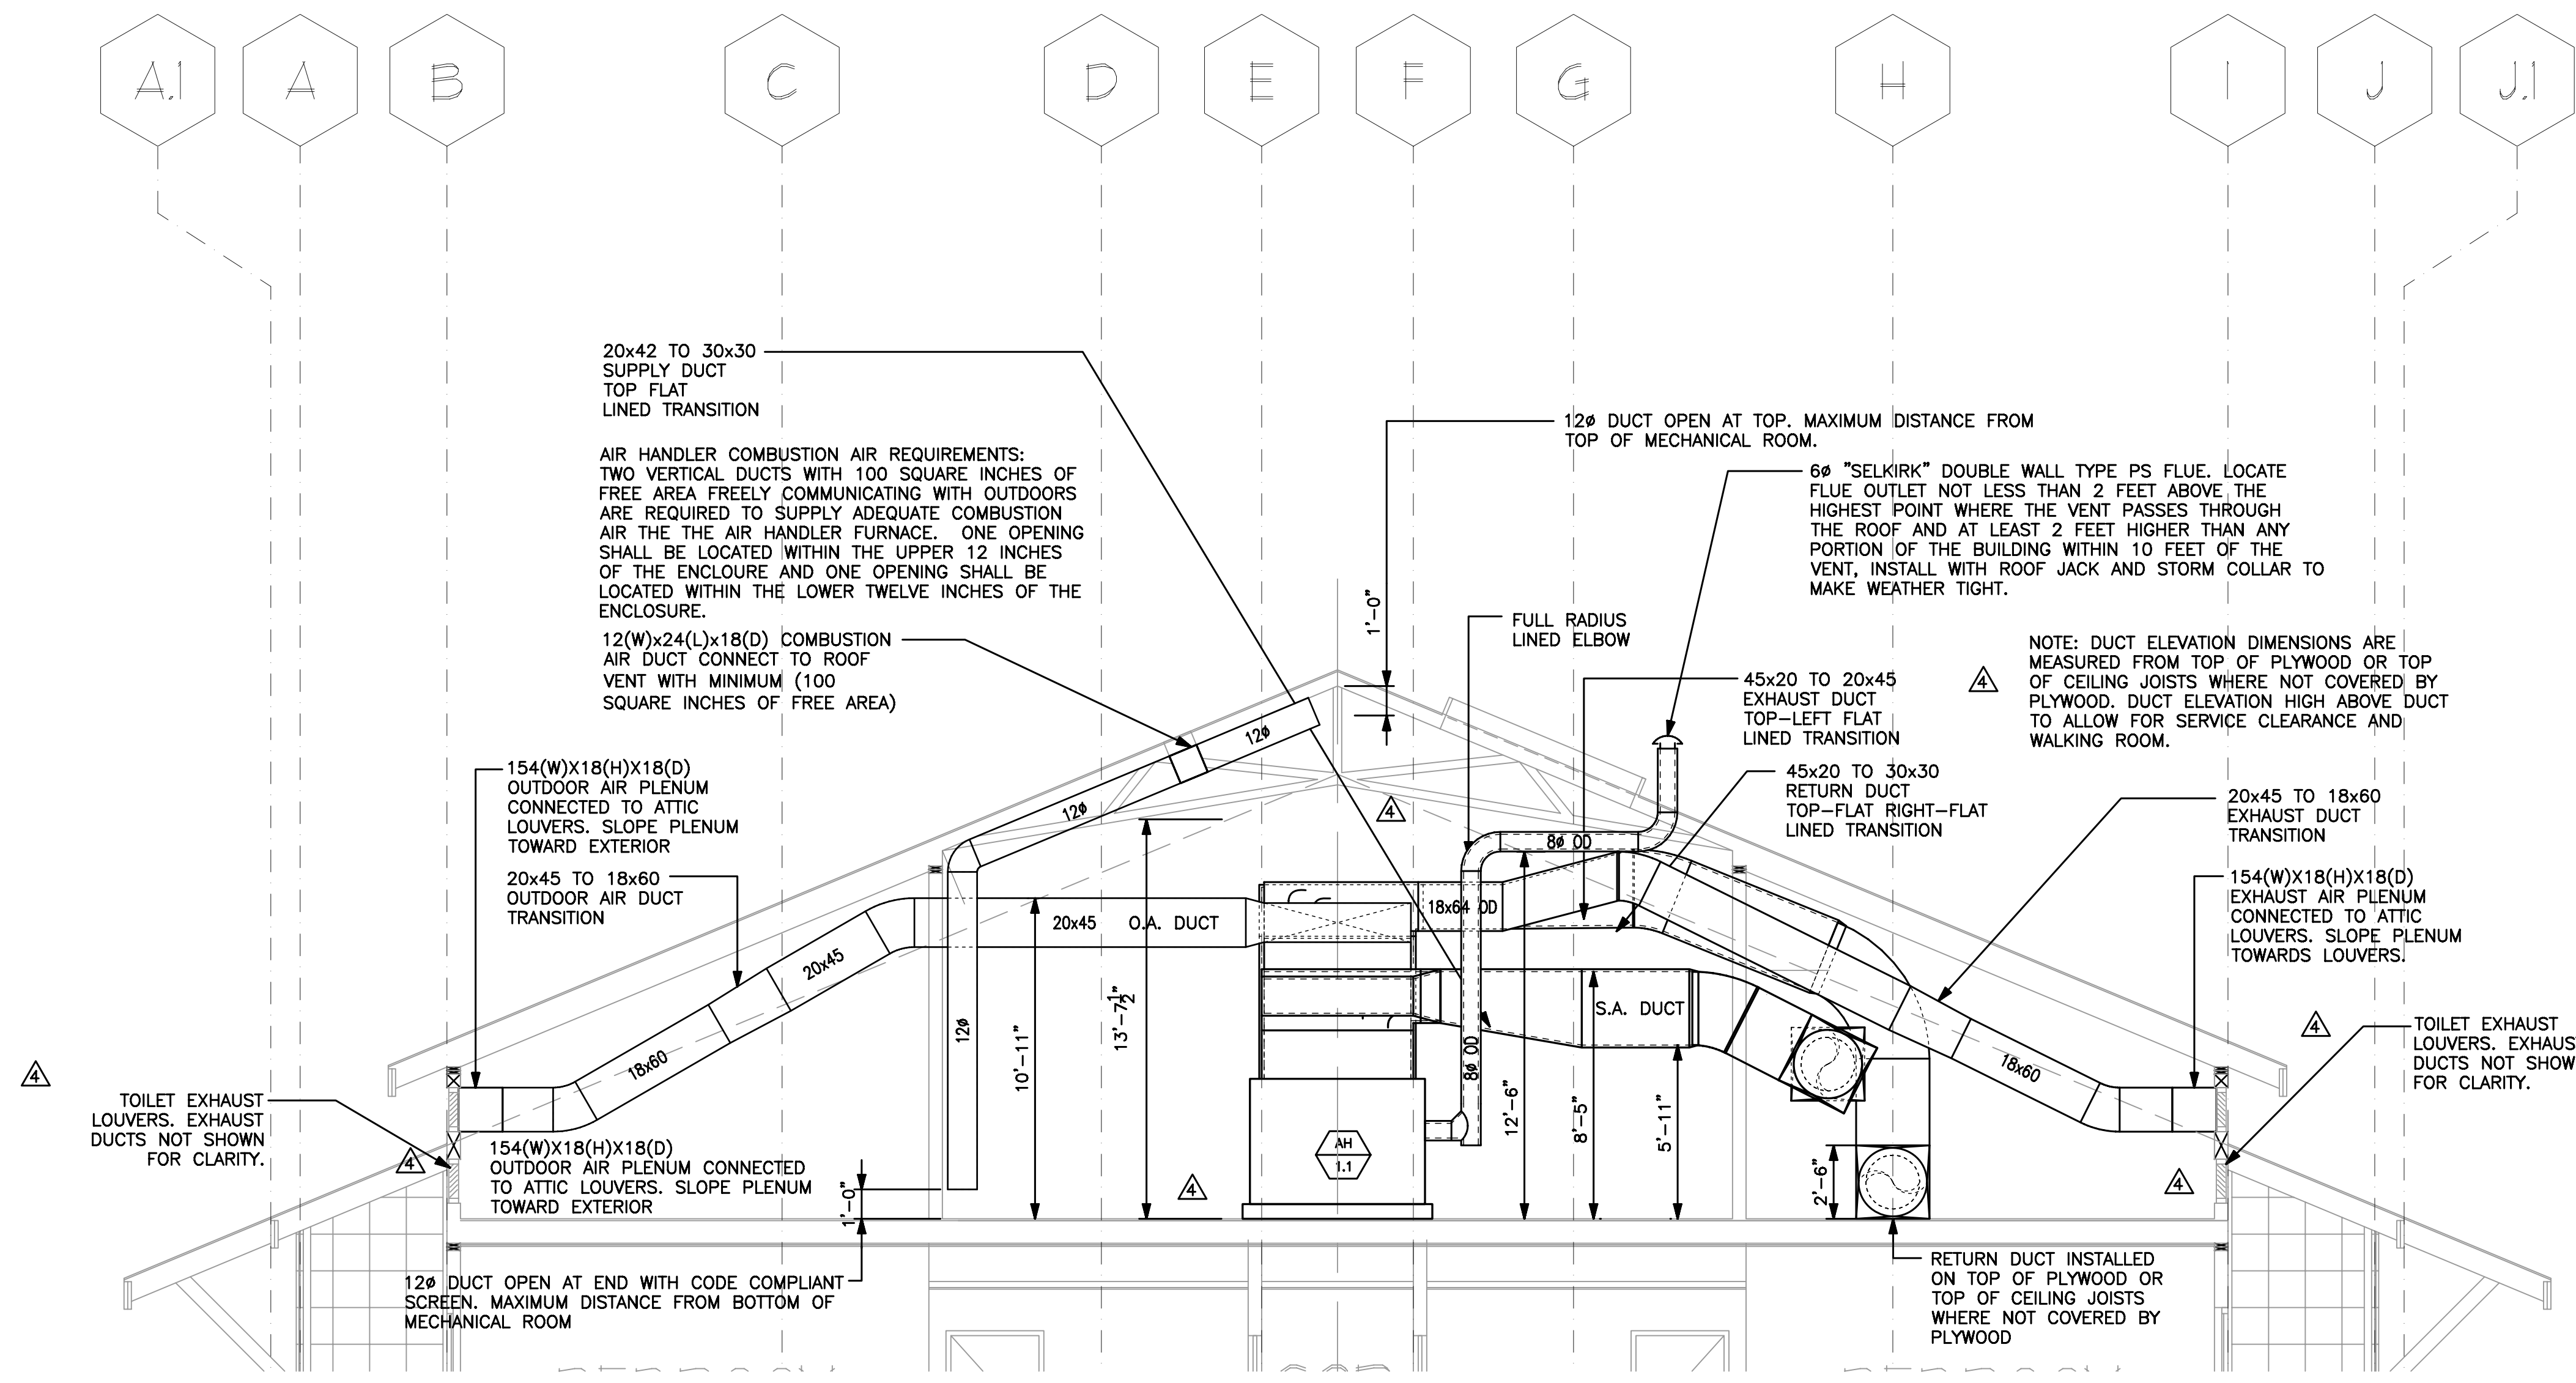 A.1
A
B
C
D
E
F
G
H
I
J
J.1
20x42 TO 30x30
SUPPLY DUCT
TOP FLAT
LINED TRANSITION
12ø DUCT OPEN AT TOP. MAXIMUM DISTANCE FROM
TOP OF MECHANICAL ROOM.
AIR HANDLER COMBUSTION AIR REQUIREMENTS:
TWO VERTICAL DUCTS WITH 100 SQUARE INCHES OF
FREE AREA FREELY COMMUNICATING WITH OUTDOORS
ARE REQUIRED TO SUPPLY ADEQUATE COMBUSTION
AIR THE THE AIR HANDLER FURNACE. ONE OPENING
SHALL BE LOCATED WITHIN THE UPPER 12 INCHES
OF THE ENCLOURE AND ONE OPENING SHALL BE
LOCATED WITHIN THE LOWER TWELVE INCHES OF THE
ENCLOSURE.
6ø "SELKIRK" DOUBLE WALL TYPE PS FLUE. LOCATE
FLUE OUTLET NOT LESS THAN 2 FEET ABOVE THE
HIGHEST POINT WHERE THE VENT PASSES THROUGH
THE ROOF AND AT LEAST 2 FEET HIGHER THAN ANY
PORTION OF THE BUILDING WITHIN 10 FEET OF THE
VENT, INSTALL WITH ROOF JACK AND STORM COLLAR TO
MAKE WEATHER TIGHT.
1'-0"
FULL RADIUS
LINED ELBOW
12(W)x24(L)x18(D) COMBUSTION
AIR DUCT CONNECT TO ROOF
VENT WITH MINIMUM (100
SQUARE INCHES OF FREE AREA)
4
NOTE: DUCT ELEVATION DIMENSIONS ARE
MEASURED FROM TOP OF PLYWOOD OR TOP
OF CEILING JOISTS WHERE NOT COVERED BY
PLYWOOD. DUCT ELEVATION HIGH ABOVE DUCT
TO ALLOW FOR SERVICE CLEARANCE AND
WALKING ROOM.
45x20 TO 20x45
EXHAUST DUCT
TOP-LEFT FLAT
LINED TRANSITION
45x20 TO 30x30
RETURN DUCT
TOP-FLAT RIGHT-FLAT
LINED TRANSITION
154(W)X18(H)X18(D)
OUTDOOR AIR PLENUM
CONNECTED TO ATTIC
LOUVERS. SLOPE PLENUM
TOWARD EXTERIOR
20x45 TO 18x60
OUTDOOR AIR DUCT
TRANSITION
20x45 TO 18x60
EXHAUST DUCT
TRANSITION
154(W)X18(H)X18(D)
EXHAUST AIR PLENUM
CONNECTED TO ATTIC
LOUVERS. SLOPE PLENUM
TOWARDS LOUVERS.
12ø
12ø
4
8ø OD
18x64 OD
20x45 O.A. DUCT
20x45
18x60
12ø
10'-11"
13'-7½"
S.A. DUCT
8ø OD
12'-6"
8'-5"
5'-11"
2'-6"
18x60
4
TOILET EXHAUST
LOUVERS. EXHAUS
DUCTS NOT SHOW
FOR CLARITY.
4
TOILET EXHAUST
LOUVERS. EXHAUST
DUCTS NOT SHOWN
FOR CLARITY.
4
154(W)X18(H)X18(D)
OUTDOOR AIR PLENUM CONNECTED
TO ATTIC LOUVERS. SLOPE PLENUM
TOWARD EXTERIOR
1'-0"
4
AH
1.1
4
12ø DUCT OPEN AT END WITH CODE COMPLIANT
SCREEN. MAXIMUM DISTANCE FROM BOTTOM OF
MECHANICAL ROOM
RETURN DUCT INSTALLED
ON TOP OF PLYWOOD OR
TOP OF CEILING JOISTS
WHERE NOT COVERED BY
PLYWOOD